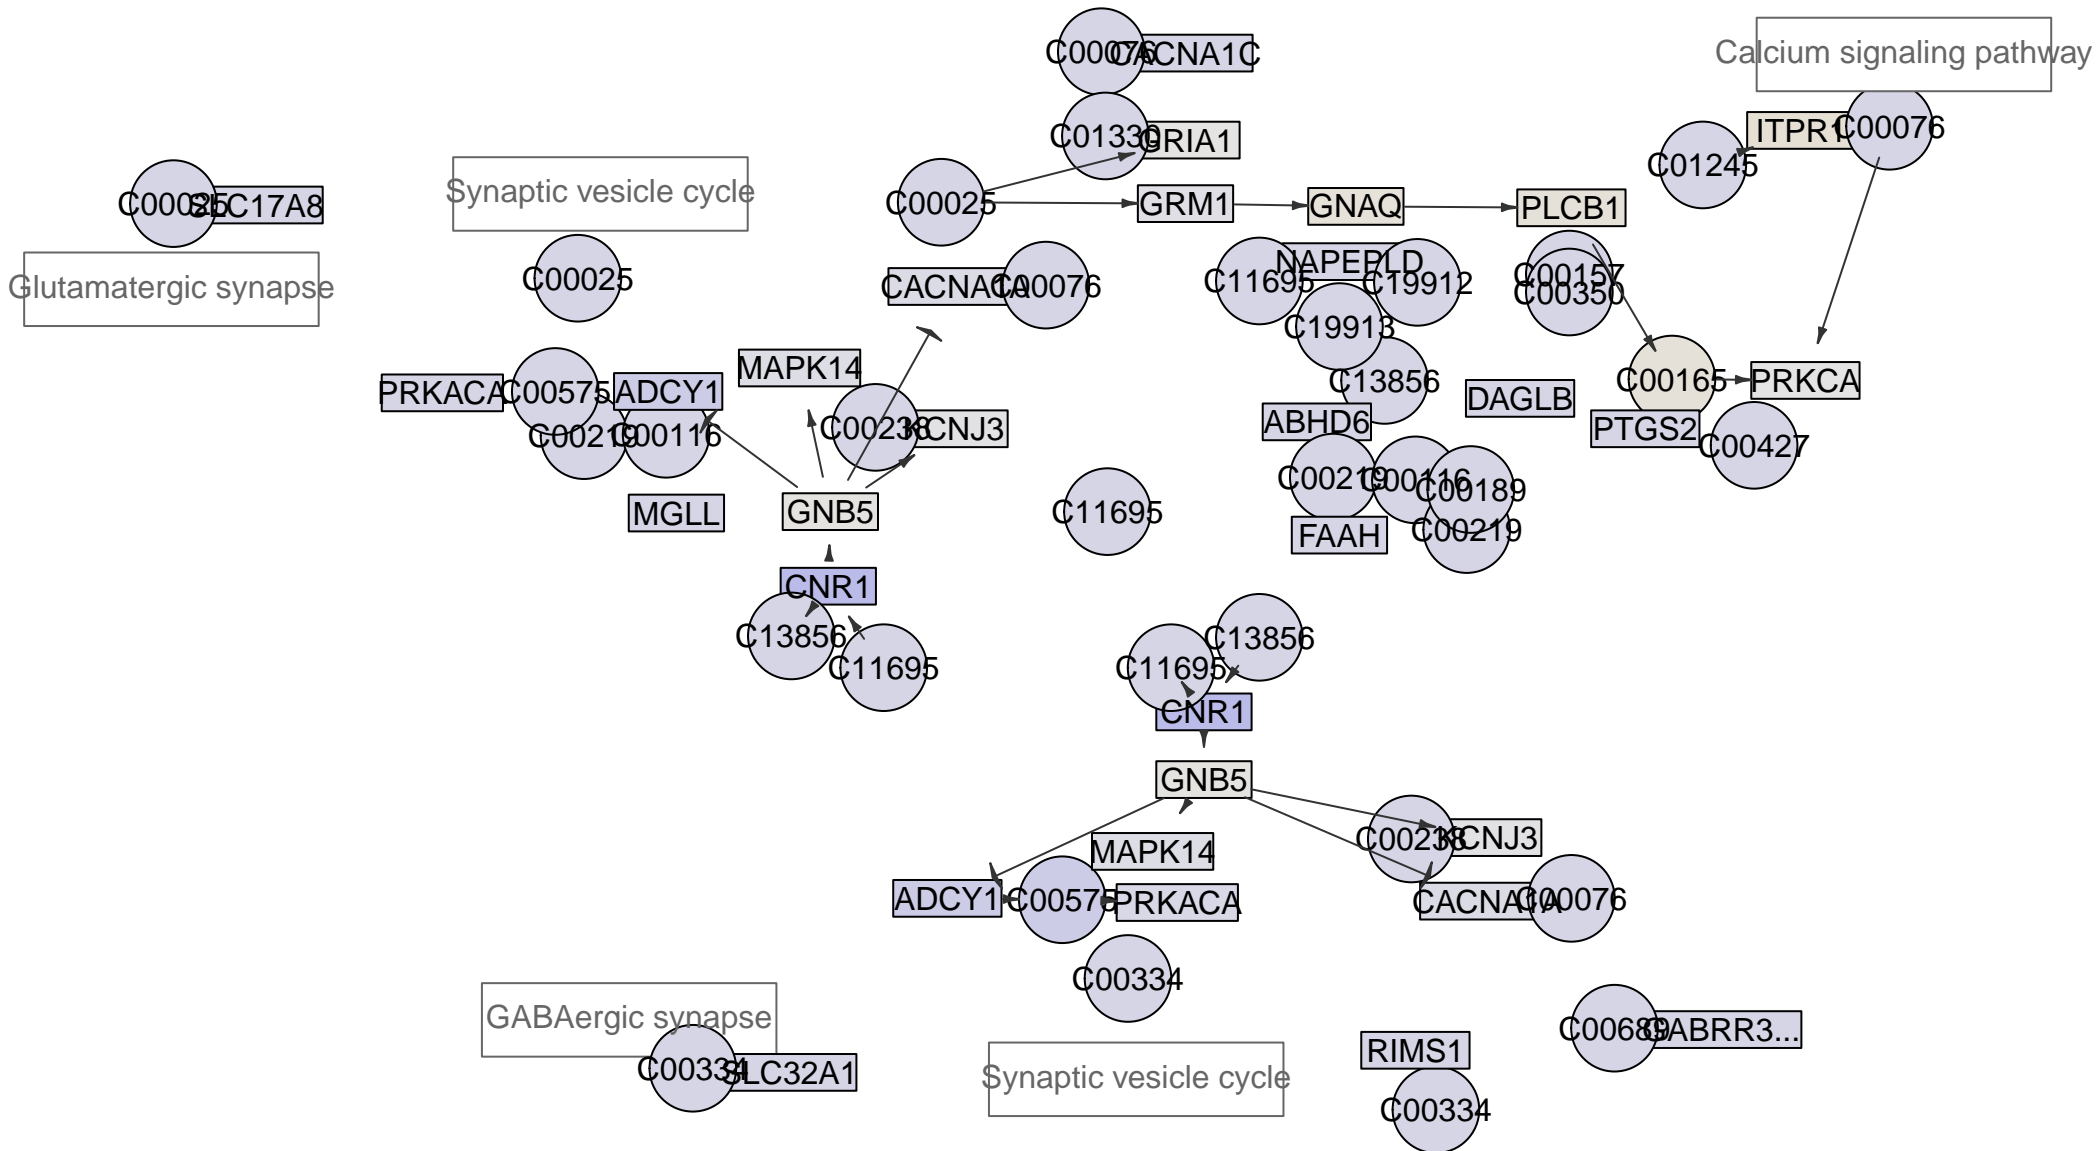 C00076
CACNA1C
Calcium signaling pathway
C01330
GRIA1
ITPR1
C00076
C01245
Synaptic vesicle cycle
C00025
SLC17A8
C00025
GRM1
GNAQ
PLCB1
Glutamatergic synapse
C00025
CACNA1A
C00076
C11695
NAPEPLD
C19912
C00157
C00350
C19913
MAPK14
C13856
PRKACA
C00575
ADCY1
C00165
PRKCA
DAGLB
C00219
C00116
C00238
KCNJ3
ABHD6
PTGS2
C00427
C00219
C00116
C00189
MGLL
GNB5
C11695
FAAH
C00219
CNR1
C13856
C11695
C13856
C11695
CNR1
GNB5
MAPK14
C00238
KCNJ3
ADCY1
C00575
PRKACA
CACNA1A
C00076
C00334
GABAergic synapse
C00334
SLC32A1
Synaptic vesicle cycle
RIMS1
C00689
GABRR3...
C00334